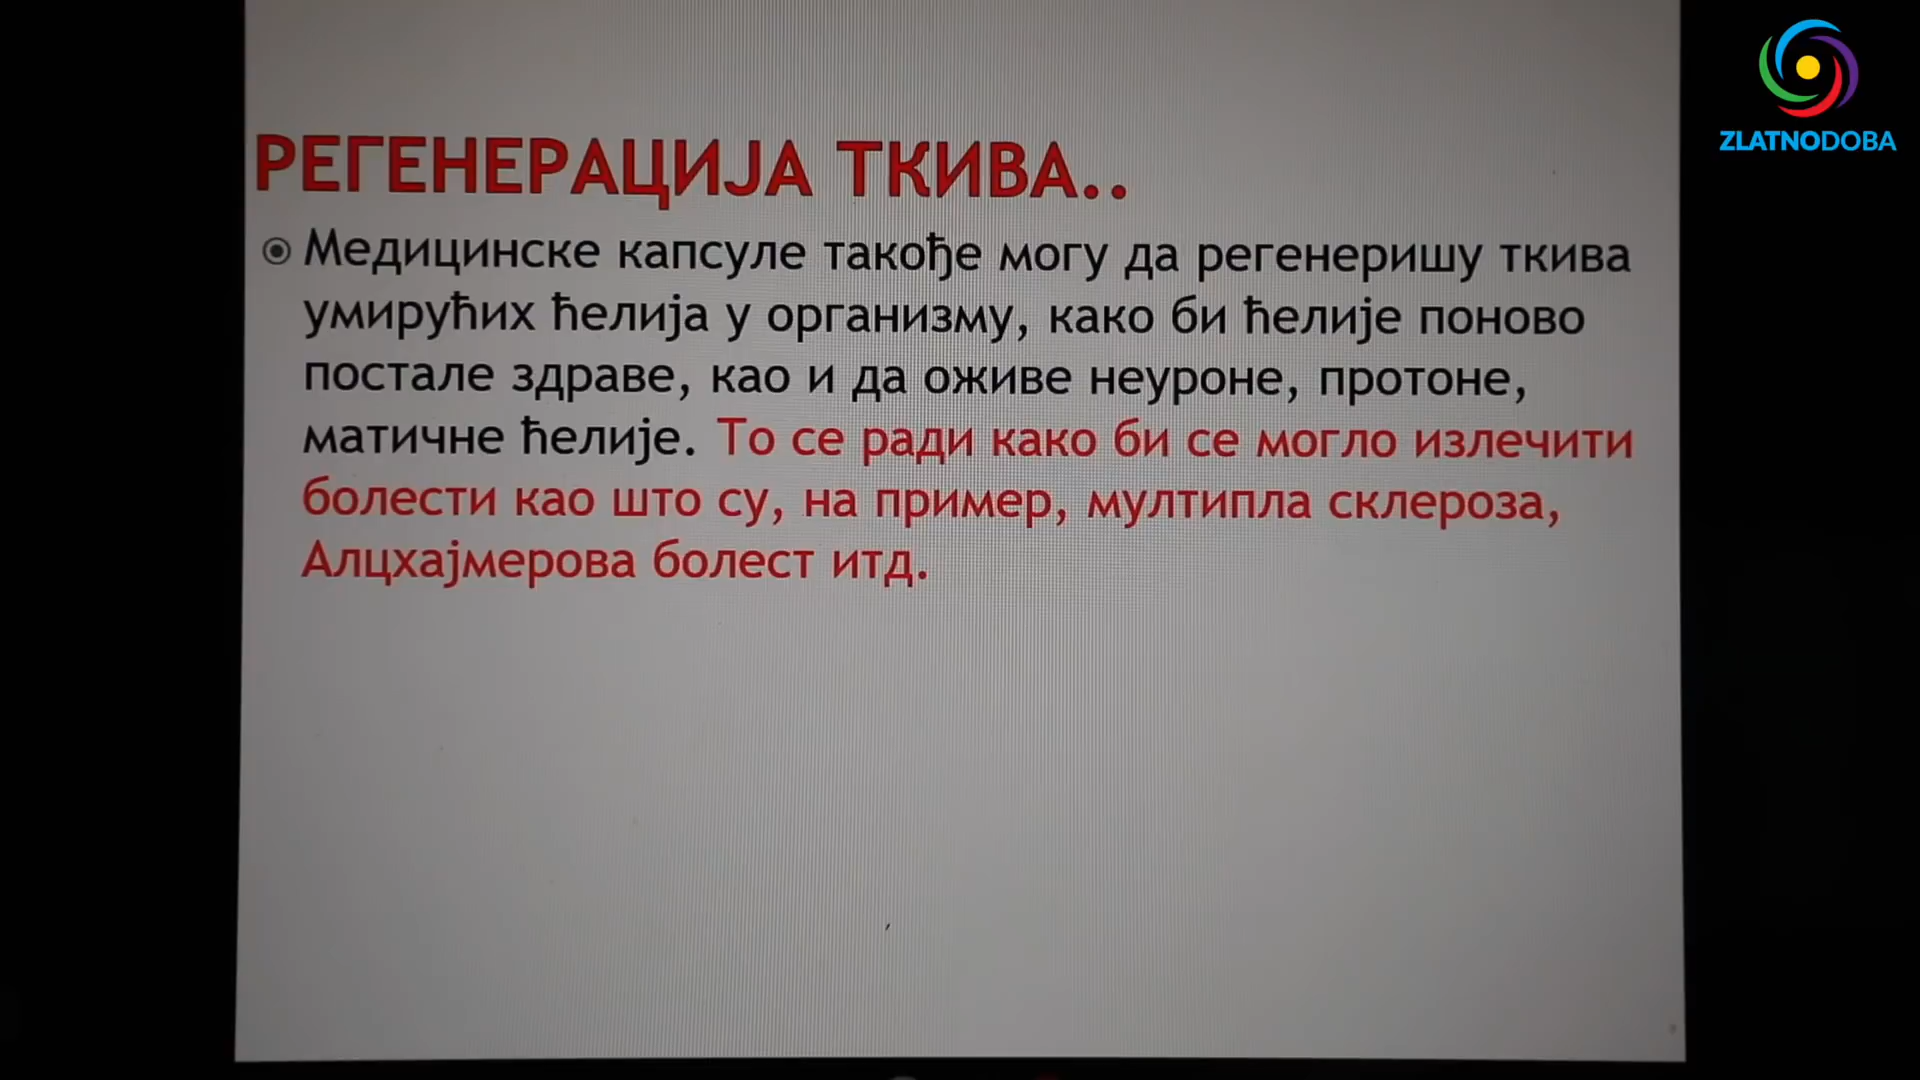 ZLATNODOBA
РЕГЕНЕРАЦИЈА ТКИВА..
Медицинске капсуле такође могу да регенеришу ткива
умирућих ћелија у организму, како би ћелије поново
постале здраве, као и да оживе неуроне, протоне,
матичне ћелије. То се ради како би се могло излечити
болести као што су, на пример, мултипла склероза,
Алцхајмерова болест итд.